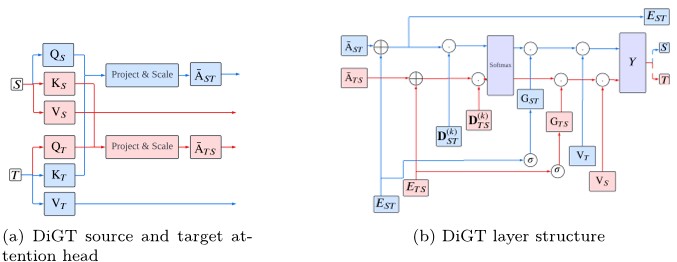 S
Q_S
K_S
V_S
Project & Scale
Ã_ST
T
Q_T
K_T
V_T
Project & Scale
Ã_TS
(a) DiGT source and target at-
tention head
E_ST
Ã_ST
Ã_TS
Softmax
Y
S
T
D_ST^(k)
D_TS^(k)
G_ST
G_TS
σ
σ
V_T
V_S
E_ST
E_TS
(b) DiGT layer structure